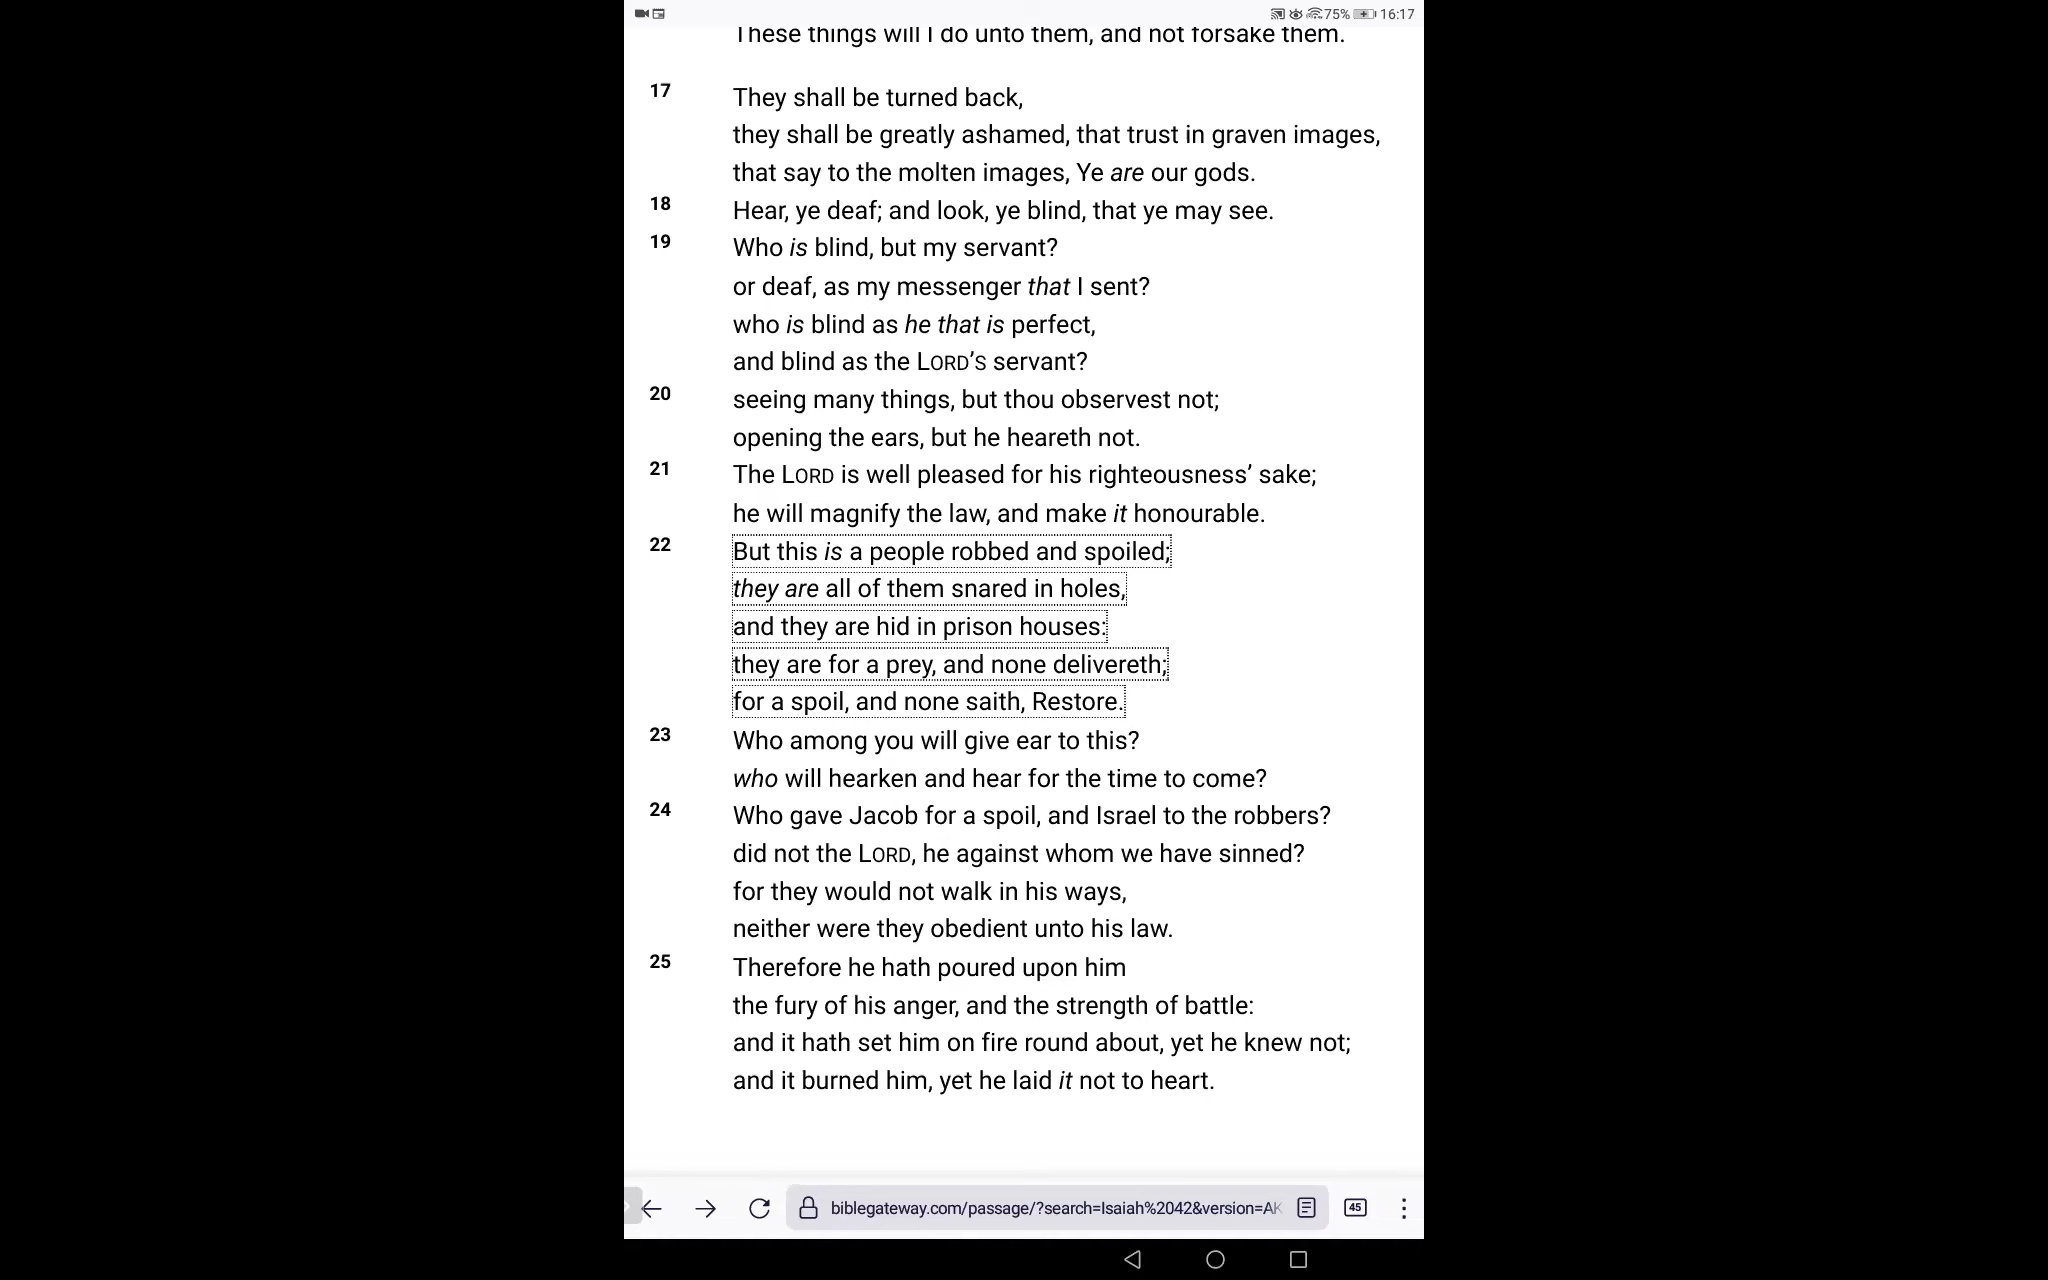 75% 16:17
These things will I do unto them, and not forsake them.
17 They shall be turned back,
they shall be greatly ashamed, that trust in graven images,
that say to the molten images, Ye are our gods.
18 Hear, ye deaf; and look, ye blind, that ye may see.
19 Who is blind, but my servant?
or deaf, as my messenger that I sent?
who is blind as he that is perfect,
and blind as the LORD’S servant?
20 seeing many things, but thou observest not;
opening the ears, but he heareth not.
21 The LORD is well pleased for his righteousness’ sake;
he will magnify the law, and make it honourable.
22 But this is a people robbed and spoiled;
they are all of them snared in holes,
and they are hid in prison houses:
they are for a prey, and none delivereth;
for a spoil, and none saith, Restore.
23 Who among you will give ear to this?
who will hearken and hear for the time to come?
24 Who gave Jacob for a spoil, and Israel to the robbers?
did not the LORD, he against whom we have sinned?
for they would not walk in his ways,
neither were they obedient unto his law.
25 Therefore he hath poured upon him
the fury of his anger, and the strength of battle:
and it hath set him on fire round about, yet he knew not;
and it burned him, yet he laid it not to heart.
biblegateway.com/passage/?search=Isaiah%2042&version=AK 45